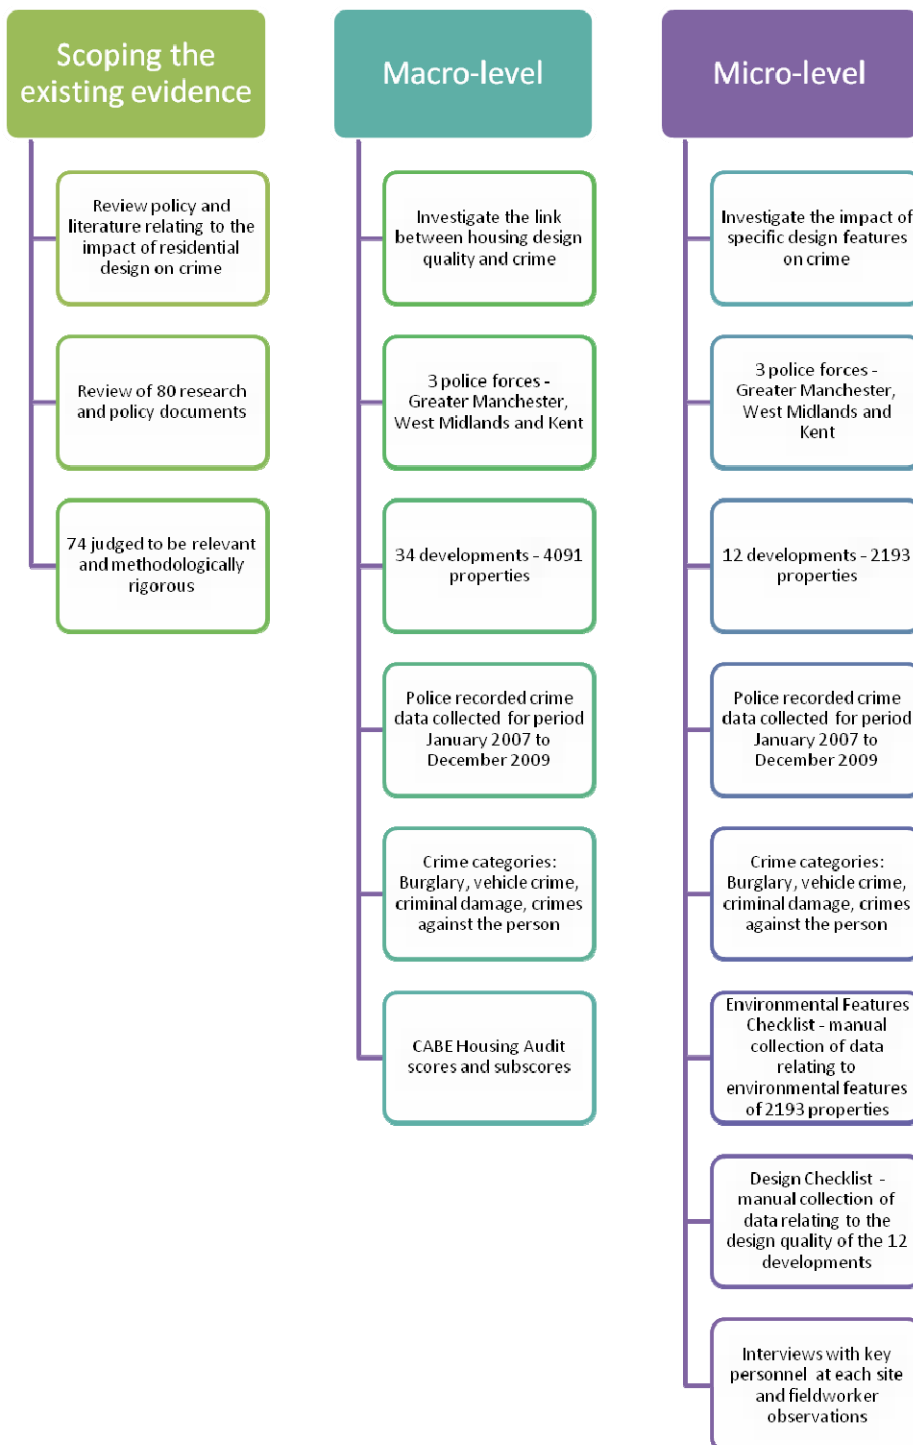 Scoping the
existing evidence
Review policy and
literature relating to the
impact of residential
design on crime
Review of 80 research
and policy documents
74 judged to be relevant
and methodologically
rigorous
Macro-level
Investigate the link
between housing design
quality and crime
3 police forces -
Greater Manchester,
West Midlands and Kent
34 developments - 4091
properties
Police recorded crime
data collected for period
January 2007 to
December 2009
Crime categories:
Burglary, vehicle crime,
criminal damage, crimes
against the person
CABE Housing Audit
scores and subscores
Micro-level
Investigate the impact of
specific design features
on crime
3 police forces -
Greater Manchester,
West Midlands and
Kent
12 developments - 2193
properties
Police recorded crime
data collected for period
January 2007 to
December 2009
Crime categories:
Burglary, vehicle crime,
criminal damage, crimes
against the person
Environmental Features
Checklist - manual
collection of data
relating to
environmental features
of 2193 properties
Design Checklist -
manual collection of
data relating to the
design quality of the 12
developments
Interviews with key
personnel at each site
and fieldworker
observations